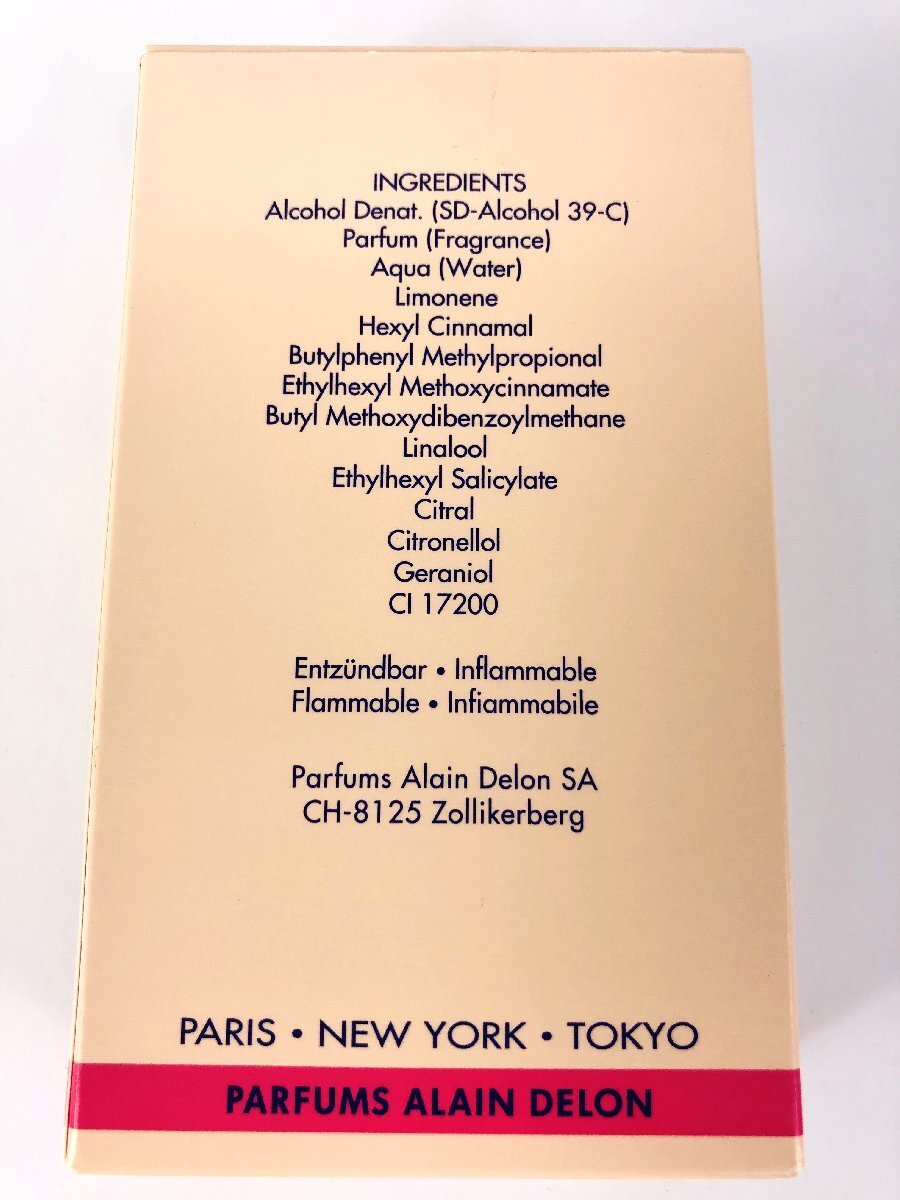 INGREDIENTS
Alcohol Denat. (SD-Alcohol 39-C)
Parfum (Fragrance)
Aqua (Water)
Limonene
Hexyl Cinnamal
Butylphenyl Methylpropional
Ethylhexyl Methoxycinnamate
Butyl Methoxydibenzoylmethane
Linalool
Ethylhexyl Salicylate
Citral
Citronellol
Geraniol
CI 17200
Entzündbar • Inflammable
Flammable • Infiammabile
Parfums Alain Delon SA
CH-8125 Zollikerberg
PARIS • NEW YORK • TOKYO
PARFUMS ALAIN DELON